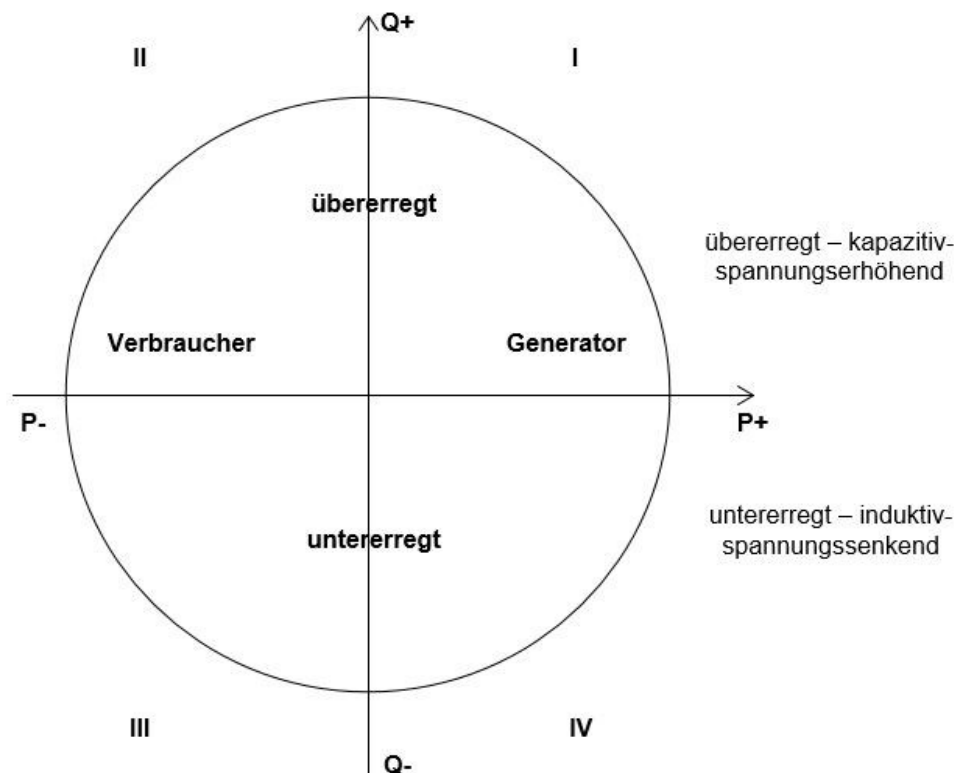 Q+
II
I
übererregt
übererregt – kapazitiv-
spannungserhöhend
Verbraucher
Generator
P-
P+
untererregt
untererregt – induktiv-
spannungssenkend
III
IV
Q-